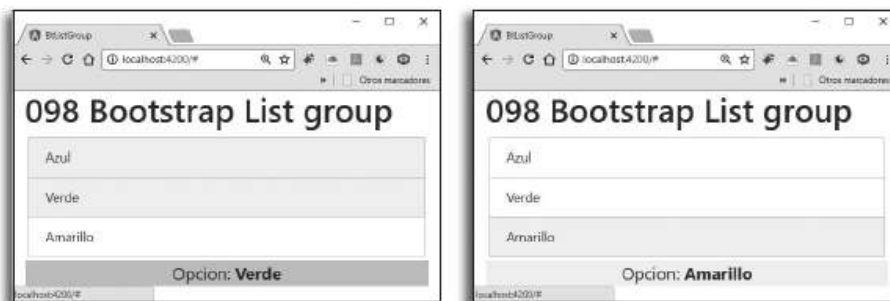 BtListGroup
localhost:4200/#
Otros marcadores
098 Bootstrap List group
Azul
Verde
Amarillo
Opcion: Verde
localhost:4200/#
BtListGroup
localhost:4200/#
Otros marcadores
098 Bootstrap List group
Azul
Verde
Amarillo
Opcion: Amarillo
localhost:4200/#